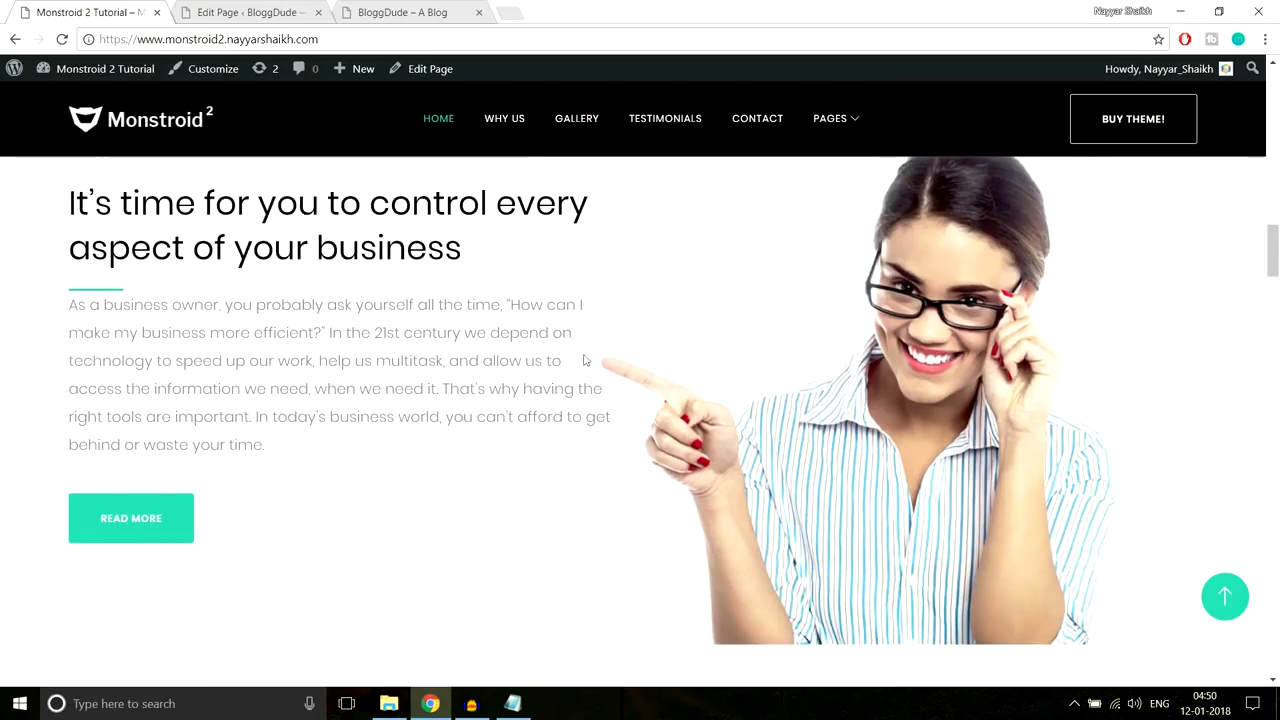 Monstroid 2 Tutorial – M
Edit Page ‹ BloggDude —
BloggDude – A Blog
Nayyar Shaikh
https://www.monstroid2.nayyarshaikh.com
Monstroid 2 Tutorial
Customize
2
0
New
Edit Page
Howdy, Nayyar_Shaikh
Monstroid 2
HOME
WHY US
GALLERY
TESTIMONIALS
CONTACT
PAGES
BUY THEME!
It’s time for you to control every
aspect of your business
As a business owner, you probably ask yourself all the time, “How can I
make my business more efficient?” In the 21st century we depend on
technology to speed up our work, help us multitask, and allow us to
access the information we need, when we need it. That’s why having the
right tools are important. In today’s business world, you can’t afford to get
behind or waste your time.
READ MORE
Type here to search
ENG
04:50
12-01-2018